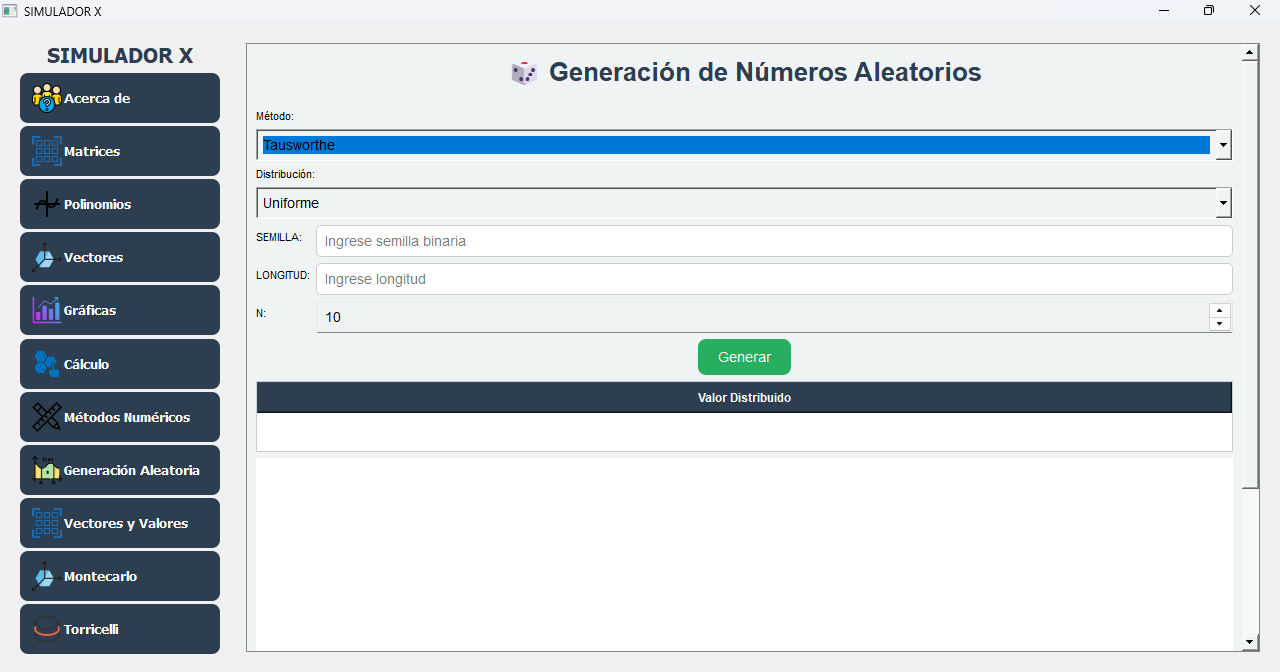 SIMULADOR X
SIMULADOR X
Acerca de
Matrices
Polinomios
Vectores
Gráficas
Cálculo
Métodos Numéricos
Generación Aleatoria
Vectores y Valores
Montecarlo
Torricelli
Generación de Números Aleatorios
Método:
Tausworthe
Distribución:
Uniforme
SEMILLA: Ingrese semilla binaria
LONGITUD: Ingrese longitud
N: 10
Generar
Valor Distribuido